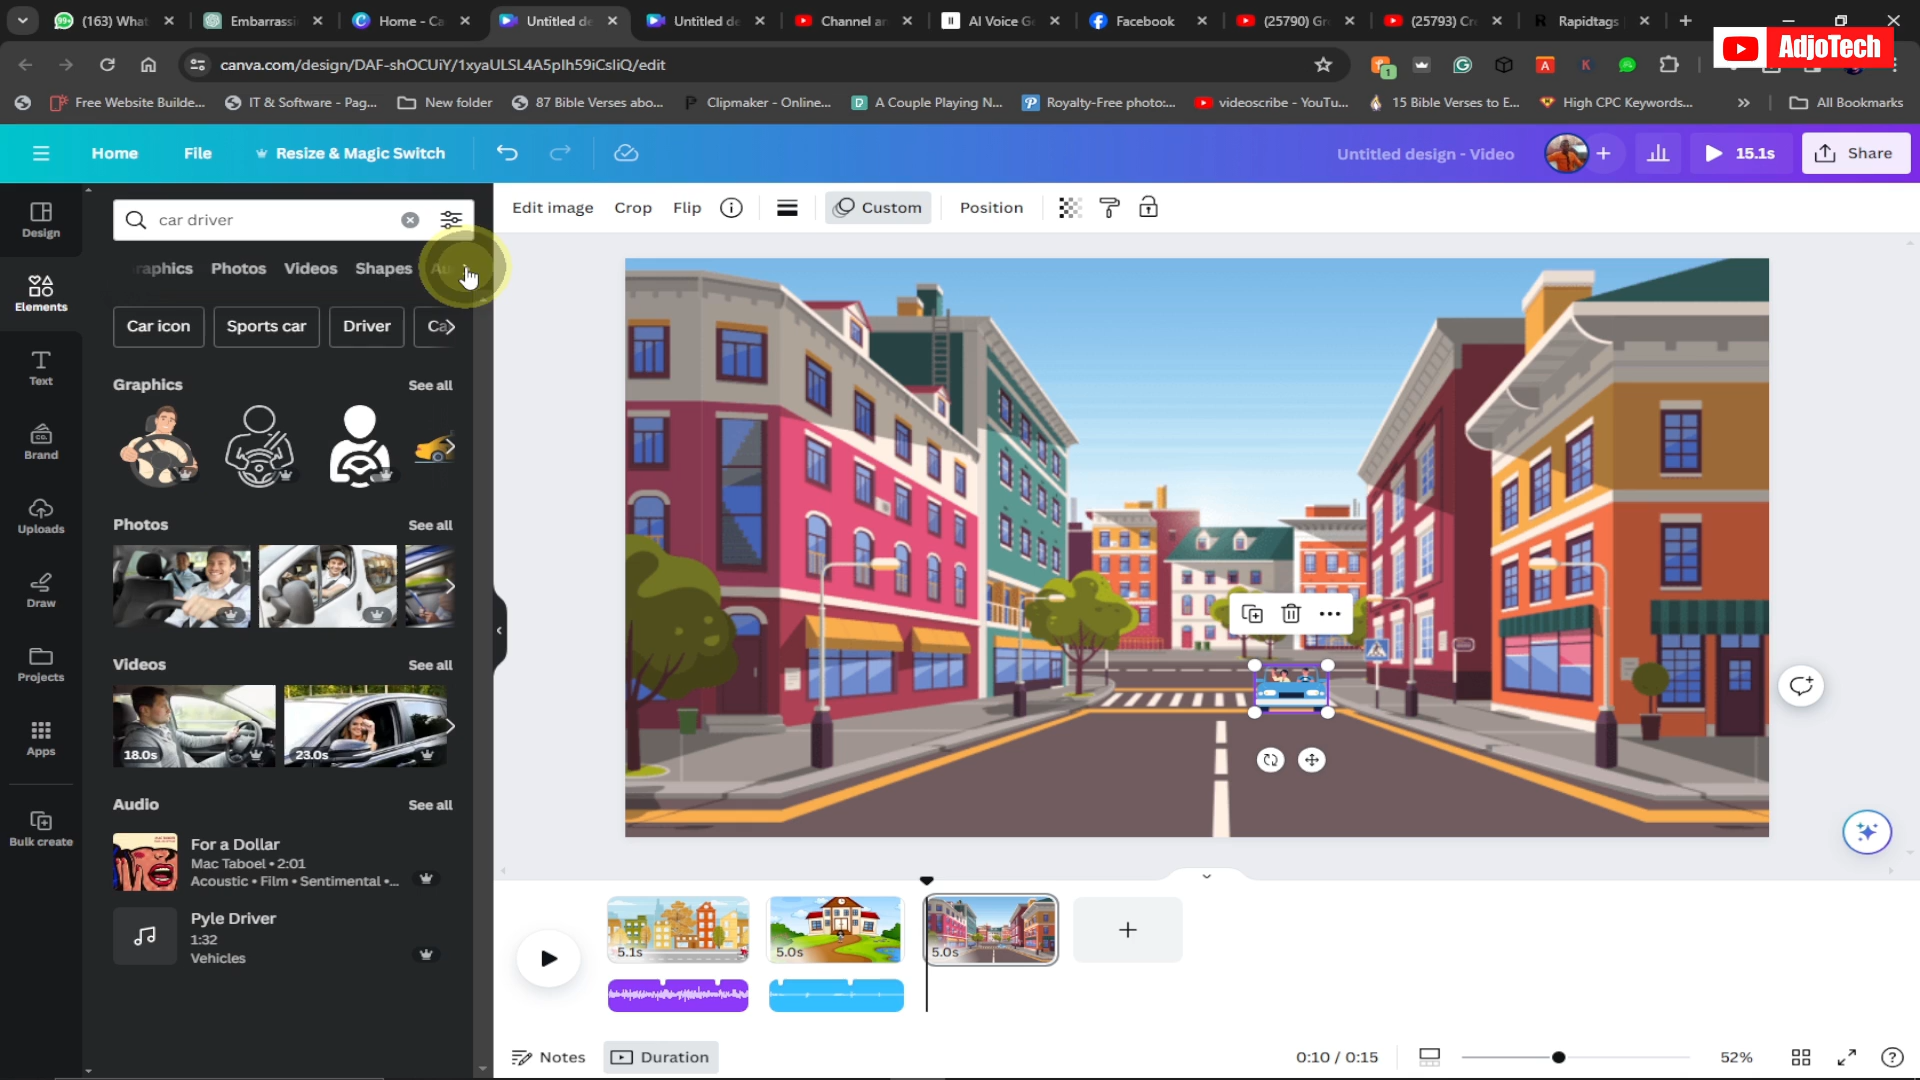 (163) What
Embarrassi
Home - Ca
Untitled de
Untitled de
Channel an
AI Voice Ge
Facebook
(25790) Gr
(25793) Cr
Rapidtags
AdjoTech
canva.com/design/DAF-shOCUiY/1xyaULSL4A5pIh59iCsliQ/edit
Free Website Builde...
IT & Software - Pag...
New folder
87 Bible Verses abo...
Clipmaker - Online...
A Couple Playing N...
Royalty-Free photo:...
videoscribe - YouTu...
15 Bible Verses to E...
High CPC Keywords...
All Bookmarks
Home
File
Resize & Magic Switch
Untitled design - Video
15.1s
Share
Design
Elements
Text
Brand
Uploads
Draw
Projects
Apps
Bulk create
car driver
raphics
Photos
Videos
Shapes
Au
Car icon
Sports car
Driver
Ca
Graphics
See all
Photos
See all
Videos
See all
18.0s
23.0s
Audio
See all
For a Dollar
Mac Taboel • 2:01
Acoustic • Film • Sentimental •...
Pyle Driver
1:32
Vehicles
Edit image
Crop
Flip
Custom
Position
5.1s
5.0s
5.0s
Notes
Duration
0:10 / 0:15
52%